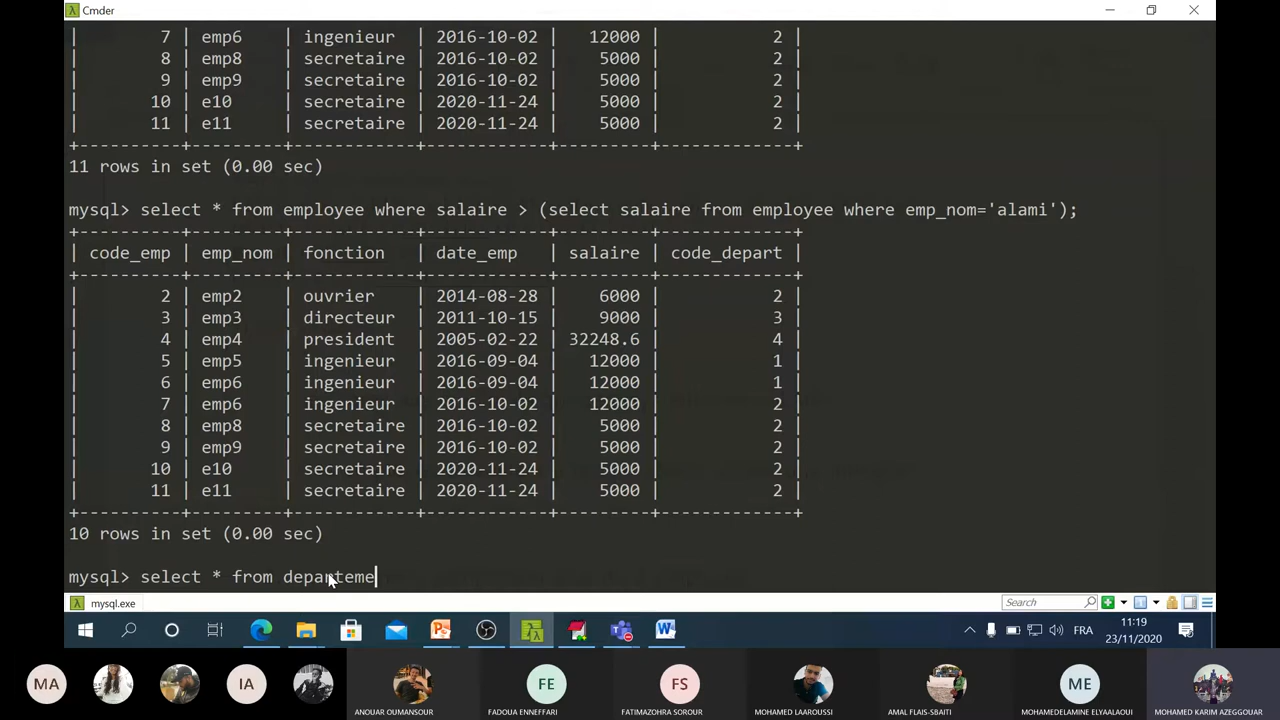 Cmder
| 7 | emp6 | ingenieur | 2016-10-02 | 12000 | 2 |
| 8 | emp8 | secretaire | 2016-10-02 | 5000 | 2 |
| 9 | emp9 | secretaire | 2016-10-02 | 5000 | 2 |
| 10 | e10 | secretaire | 2020-11-24 | 5000 | 2 |
| 11 | e11 | secretaire | 2020-11-24 | 5000 | 2 |
+----------+---------+------------+------------+---------+-------------+
11 rows in set (0.00 sec)
mysql> select * from employee where salaire > (select salaire from employee where emp_nom='alami');
+----------+---------+------------+------------+---------+-------------+
| code_emp | emp_nom | fonction | date_emp | salaire | code_depart |
+----------+---------+------------+------------+---------+-------------+
| 2 | emp2 | ouvrier | 2014-08-28 | 6000 | 2 |
| 3 | emp3 | directeur | 2011-10-15 | 9000 | 3 |
| 4 | emp4 | president | 2005-02-22 | 32248.6 | 4 |
| 5 | emp5 | ingenieur | 2016-09-04 | 12000 | 1 |
| 6 | emp6 | ingenieur | 2016-09-04 | 12000 | 1 |
| 7 | emp6 | ingenieur | 2016-10-02 | 12000 | 2 |
| 8 | emp8 | secretaire | 2016-10-02 | 5000 | 2 |
| 9 | emp9 | secretaire | 2016-10-02 | 5000 | 2 |
| 10 | e10 | secretaire | 2020-11-24 | 5000 | 2 |
| 11 | e11 | secretaire | 2020-11-24 | 5000 | 2 |
+----------+---------+------------+------------+---------+-------------+
10 rows in set (0.00 sec)
mysql> select * from departeme
mysql.exe Search
FRA 11:19
23/11/2020
MA IA FE FS ME
ANOUAR OUMANSOUR FADOUA ENNEFFARI FATIMAZOHRA SOROUR MOHAMED LAAROUSSI AMAL FLAIS-SBAITI MOHAMEDELAMINE ELYAALAOUI MOHAMED KARIM AZEGGOUAR